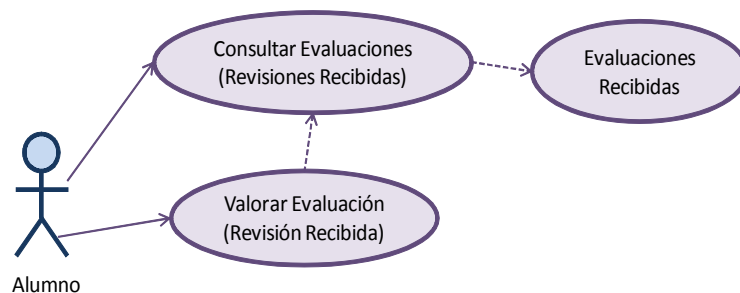 Consultar Evaluaciones
(Revisiones Recibidas)
Evaluaciones
Recibidas
Valorar Evaluación
(Revisión Recibida)
Alumno